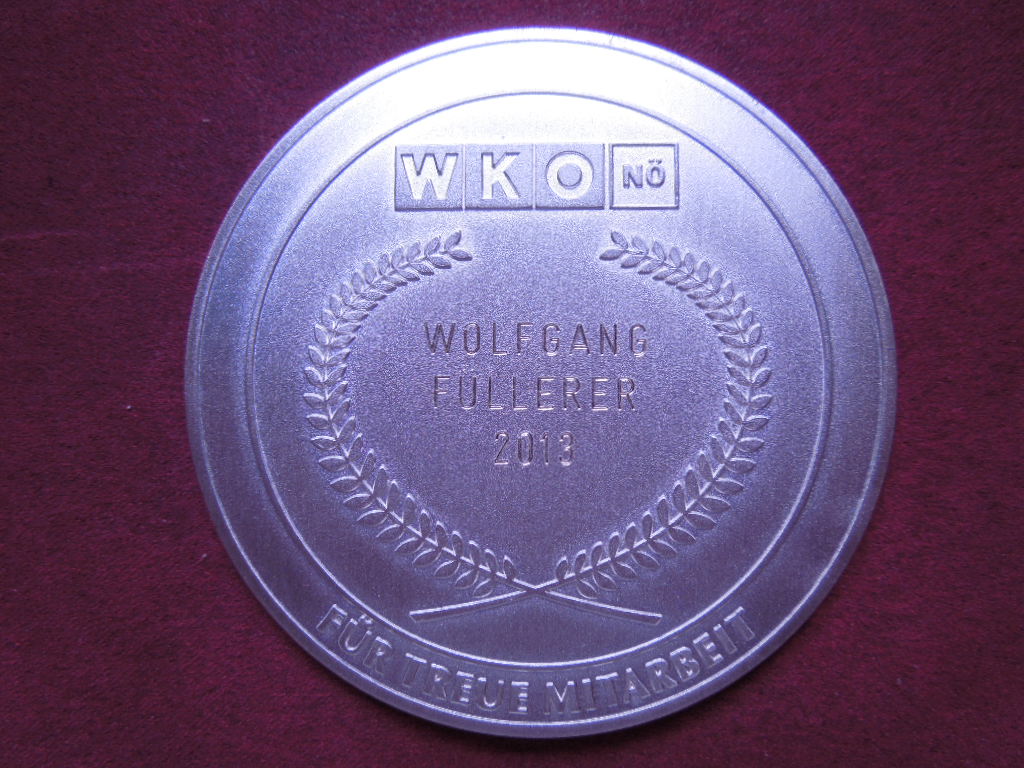 WKO NÖ
WOLFGANG
FÜLLERER
2013
FÜR TREUE MITARBEIT